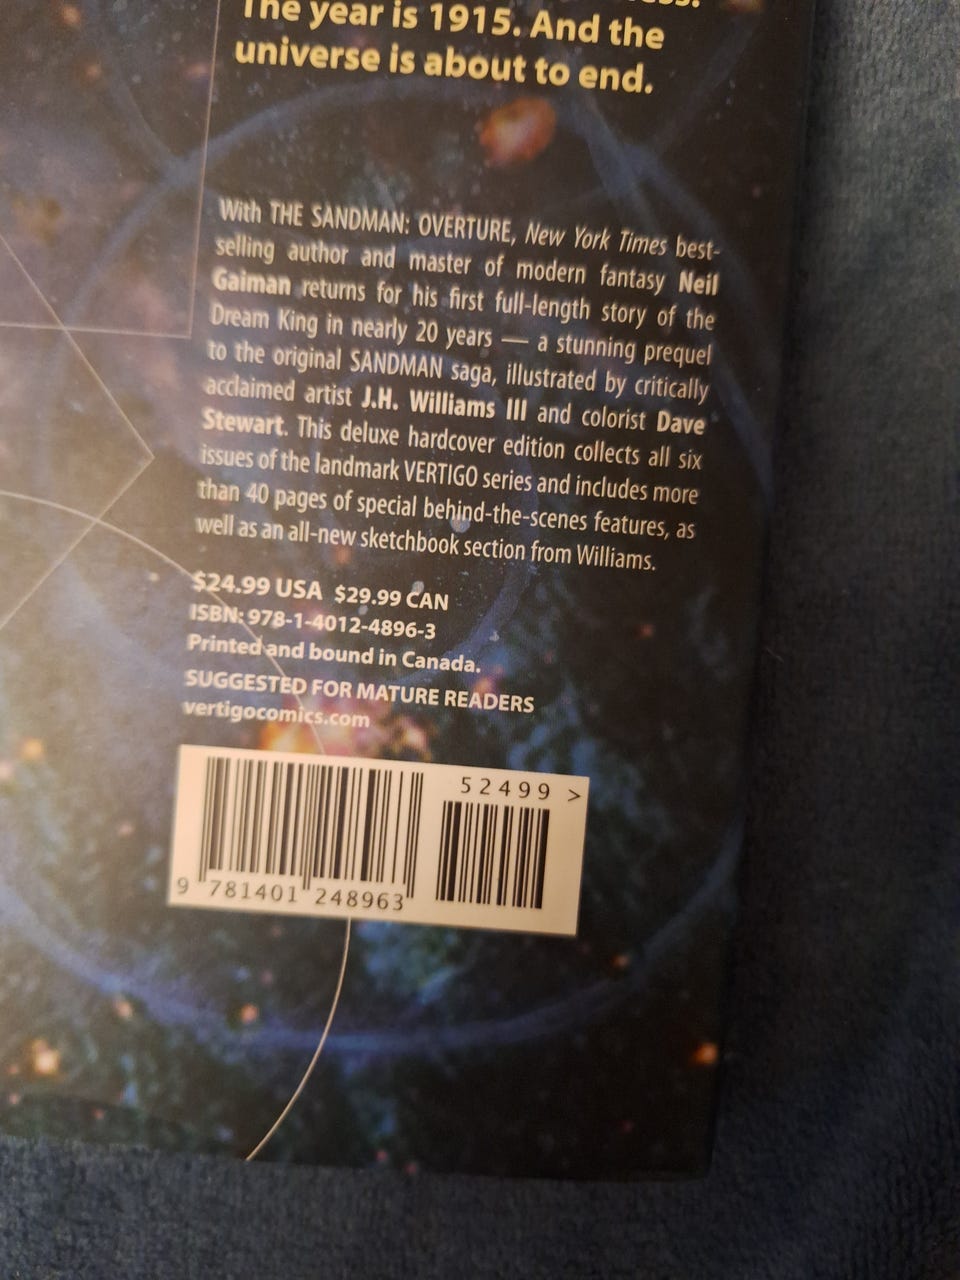 The year is 1915. And the
universe is about to end.
With THE SANDMAN: OVERTURE, New York Times best-
selling author and master of modern fantasy Neil
Gaiman returns for his first full-length story of the
Dream King in nearly 20 years — a stunning prequel
to the original SANDMAN saga, illustrated by critically
acclaimed artist J.H. Williams III and colorist Dave
Stewart. This deluxe hardcover edition collects all six
issues of the landmark VERTIGO series and includes more
than 40 pages of special behind-the-scenes features, as
well as an all-new sketchbook section from Williams.
$24.99 USA $29.99 CAN
ISBN: 978-1-4012-4896-3
Printed and bound in Canada.
SUGGESTED FOR MATURE READERS
vertigocomics.com
52499 >
9 781401 248963